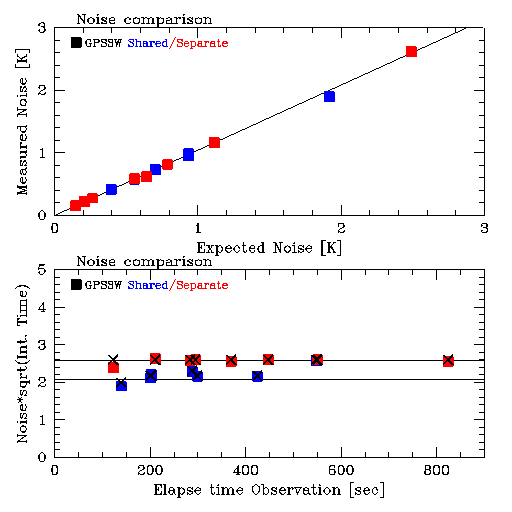 Noise comparison
GPSSW Shared/Separate
3
2
1
0
Measured Noise [K]
0 1 2 3
Expected Noise [K]
Noise comparison
GPSSW Shared/Separate
5
4
3
2
1
0
Noise*sqrt(Int. Time)
0 200 400 600 800
Elapse time Observation [sec]